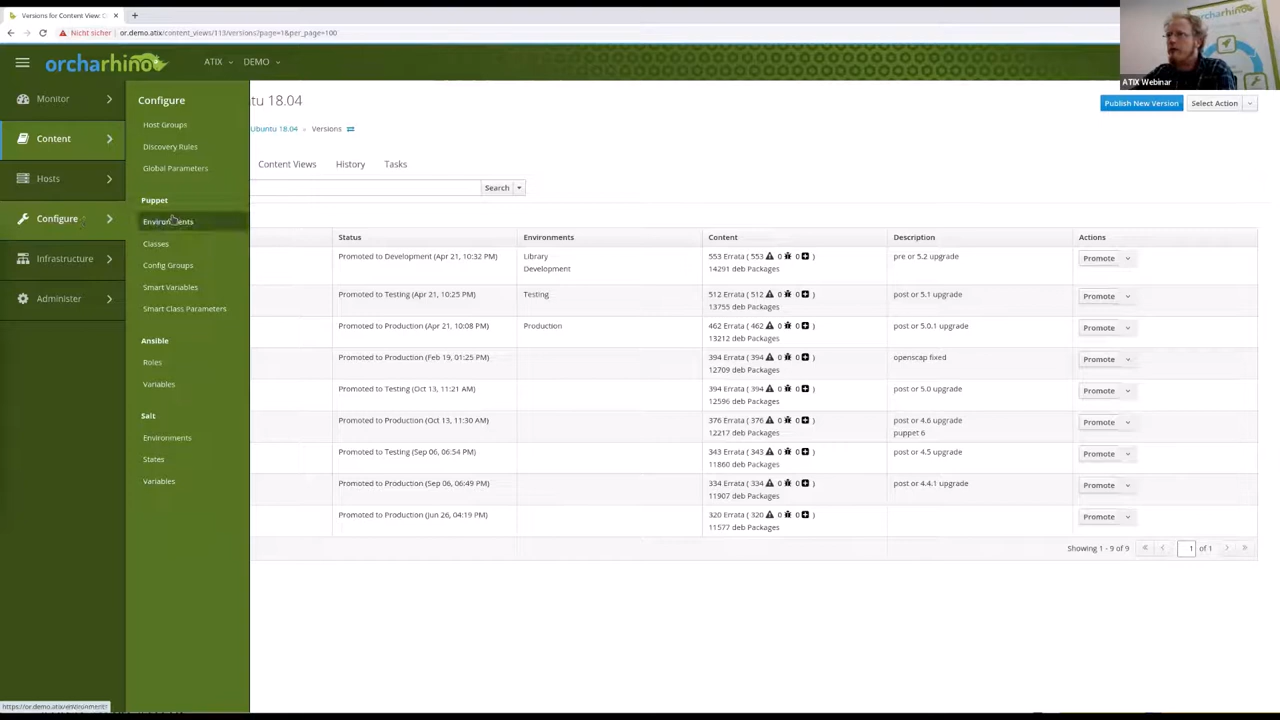 Versions for Content View: C
Nicht sicher
or.demo.atix/content_views/113/versions?page=1&per_page=100
orcharhino
ATIX
DEMO
orcharhino
ATIX Webinar
Monitor
Content
Hosts
Configure
Infrastructure
Administer
Configure
Host Groups
Discovery Rules
Global Parameters
Puppet
Environments
Classes
Config Groups
Smart Variables
Smart Class Parameters
Ansible
Roles
Variables
Salt
Environments
States
Variables
tu 18.04
Publish New Version
Select Action
Ubuntu 18.04 Versions
Content Views History Tasks
Search
Status Environments Content Description Actions
Promoted to Development (Apr 21, 10:32 PM) Library 553 Errata ( 553 0 0 ) pre or 5.2 upgrade Promote
Development 14291 deb Packages
Promoted to Testing (Apr 21, 10:25 PM) Testing 512 Errata ( 512 0 0 ) post or 5.1 upgrade Promote
13755 deb Packages
Promoted to Production (Apr 21, 10:08 PM) Production 462 Errata ( 462 0 0 ) post or 5.0.1 upgrade Promote
13212 deb Packages
Promoted to Production (Feb 19, 01:25 PM) 394 Errata ( 394 0 0 ) openscap fixed Promote
12709 deb Packages
Promoted to Testing (Oct 13, 11:21 AM) 394 Errata ( 394 0 0 ) post or 5.0 upgrade Promote
12596 deb Packages
Promoted to Production (Oct 13, 11:30 AM) 376 Errata ( 376 0 0 ) post or 4.6 upgrade Promote
12217 deb Packages puppet 6
Promoted to Testing (Sep 06, 06:54 PM) 343 Errata ( 343 0 0 ) post or 4.5 upgrade Promote
11860 deb Packages
Promoted to Production (Sep 06, 06:49 PM) 334 Errata ( 334 0 0 ) post or 4.4.1 upgrade Promote
11907 deb Packages
Promoted to Production (Jun 26, 04:19 PM) 320 Errata ( 320 0 0 ) Promote
11577 deb Packages
Showing 1 - 9 of 9 1 of 1
https://or.demo.atix/environments